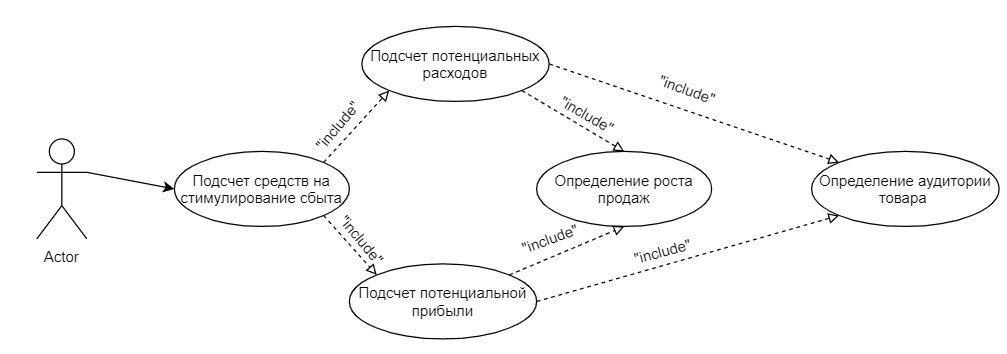 Подсчет потенциальных
расходов
"include"
"include"
"include"
Подсчет средств на
стимулирование сбыта
Определение роста
продаж
Определение аудитории
товара
Actor
"include"
"include"
"include"
Подсчет потенциальной
прибыли